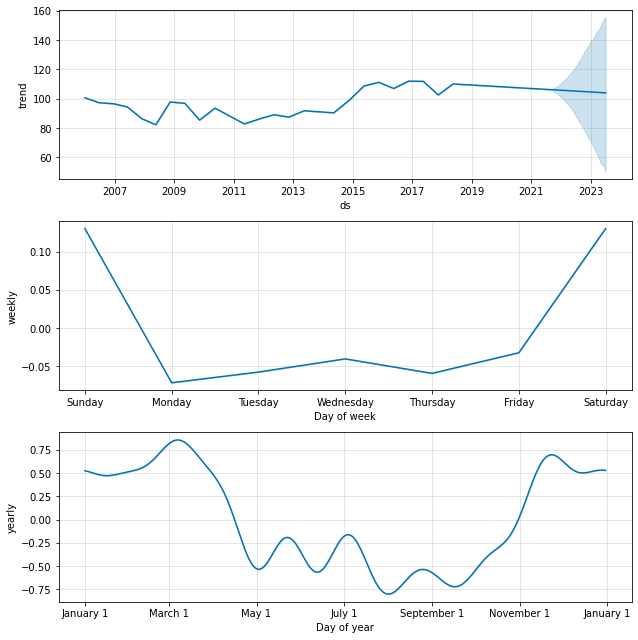 160
140
120
100
80
60
trend
2007 2009 2011 2013 2015 2017 2019 2021 2023
ds
0.10
0.05
0.00
−0.05
weekly
Sunday Monday Tuesday Wednesday Thursday Friday Saturday
Day of week
0.75
0.50
0.25
0.00
−0.25
−0.50
−0.75
yearly
January 1 March 1 May 1 July 1 September 1 November 1 January 1
Day of year